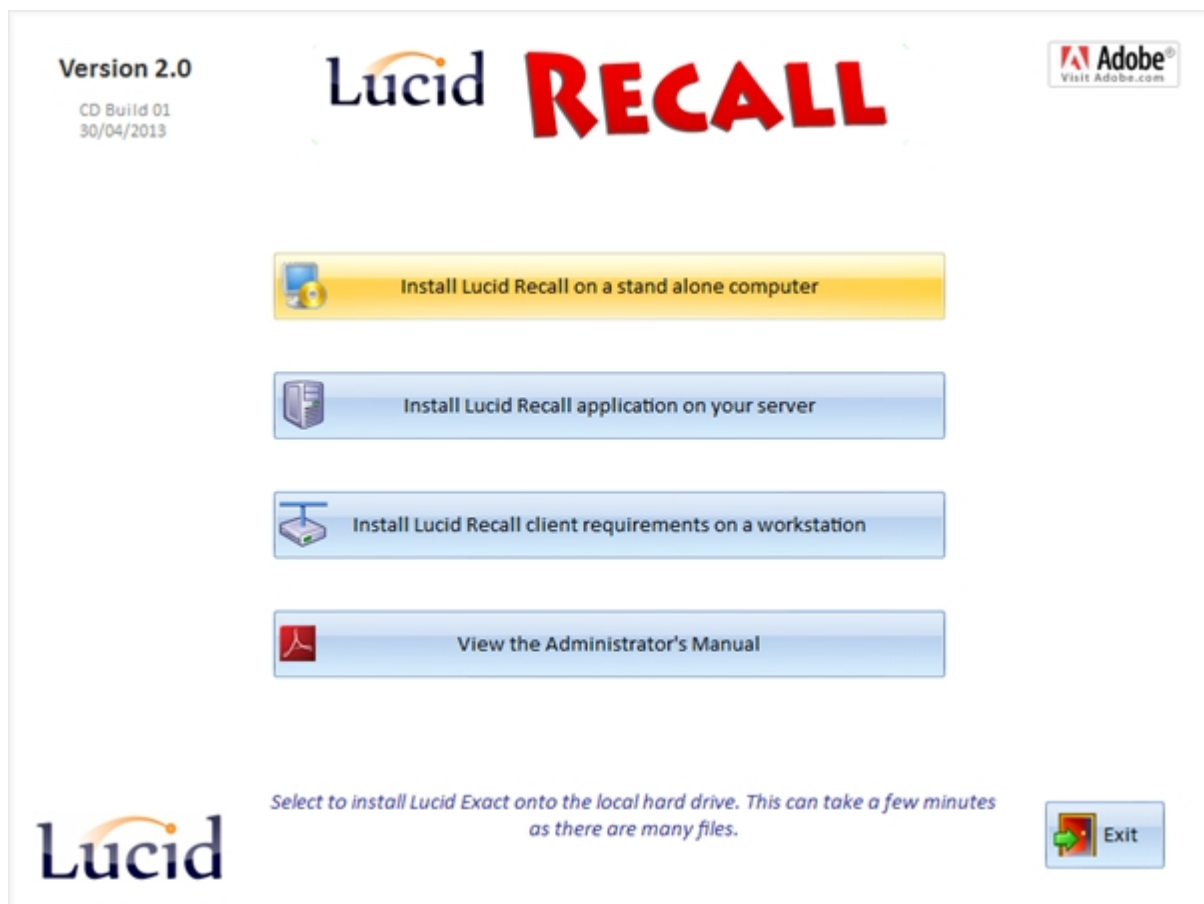 Version 2.0
CD Build 01
30/04/2013
Lucid RECALL
Adobe®
Visit Adobe.com
Install Lucid Recall on a stand alone computer
Install Lucid Recall application on your server
Install Lucid Recall client requirements on a workstation
View the Administrator's Manual
Select to install Lucid Exact onto the local hard drive. This can take a few minutes
as there are many files.
Lucid
Exit